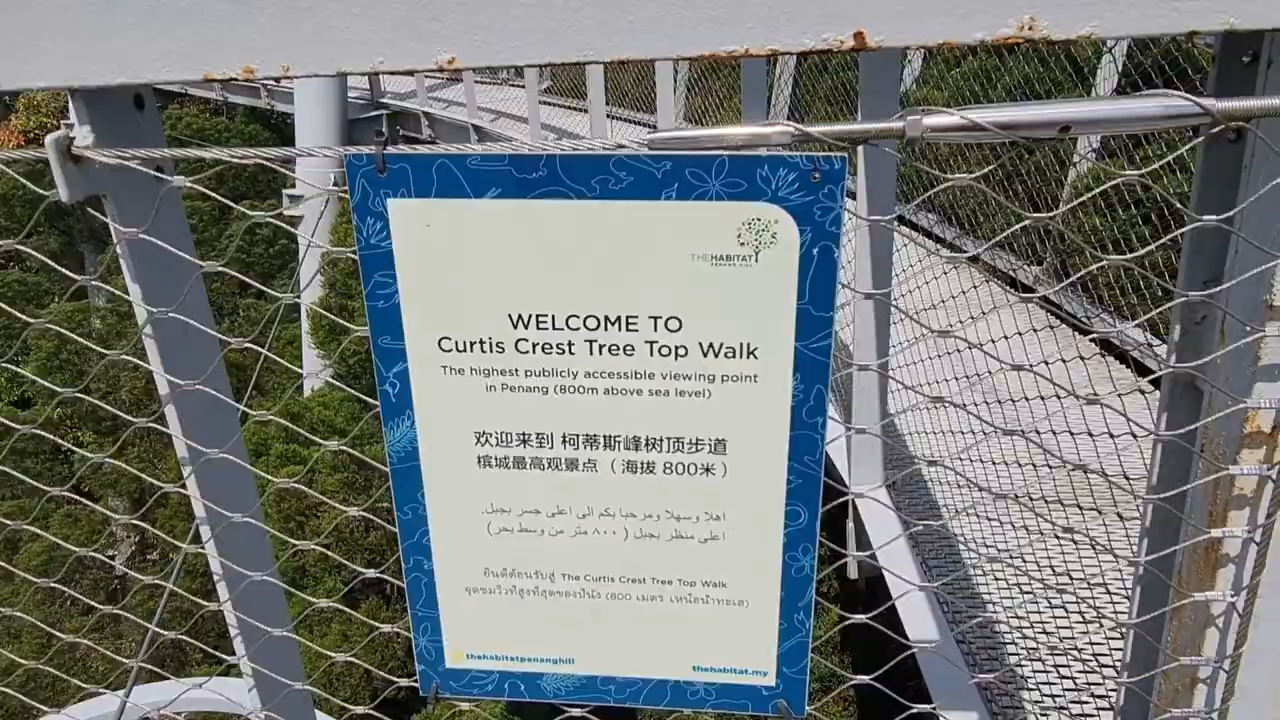 THEHABITAT
PENANG HILL
WELCOME TO
Curtis Crest Tree Top Walk
The highest publicly accessible viewing point
in Penang (800m above sea level)
欢迎来到 柯蒂斯峰树顶步道
槟城最高观景点 （ 海拔 800米 ）
اهلا وسهلا ومرحبا بكم الى اعلى جسر بجبل.
اعلى منظر بجبل ( ٨٠٠ متر من وسط بحر)
ยินดีต้อนรับสู่ The Curtis Crest Tree Top Walk
จุดชมวิวที่สูงที่สุดของปีนัง (800 เมตร เหนือน้ำทะเล)
thehabitatpenanghill
thehabitat.my